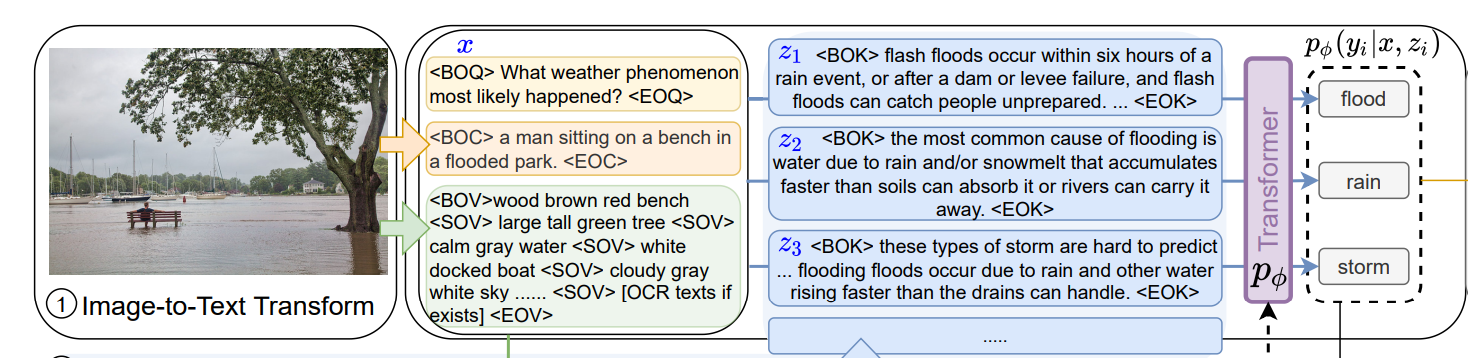 x
<BOQ> What weather phenomenon
most likely happened? <EOQ>
<BOC> a man sitting on a bench in
a flooded park. <EOC>
<BOV>wood brown red bench
<SOV> large tall green tree <SOV>
calm gray water <SOV> white
docked boat <SOV> cloudy gray
white sky ...... <SOV> [OCR texts if
exists] <EOV>
1 Image-to-Text Transform
z1 <BOK> flash floods occur within six hours of a
rain event, or after a dam or levee failure, and flash
floods can catch people unprepared. ... <EOK>
z2 <BOK> the most common cause of flooding is
water due to rain and/or snowmelt that accumulates
faster than soils can absorb it or rivers can carry it
away. <EOK>
z3 <BOK> these types of storm are hard to predict
... flooding floods occur due to rain and other water
rising faster than the drains can handle. <EOK>
.....
Transformer
pϕ
pϕ(yi|x, zi)
flood
rain
storm